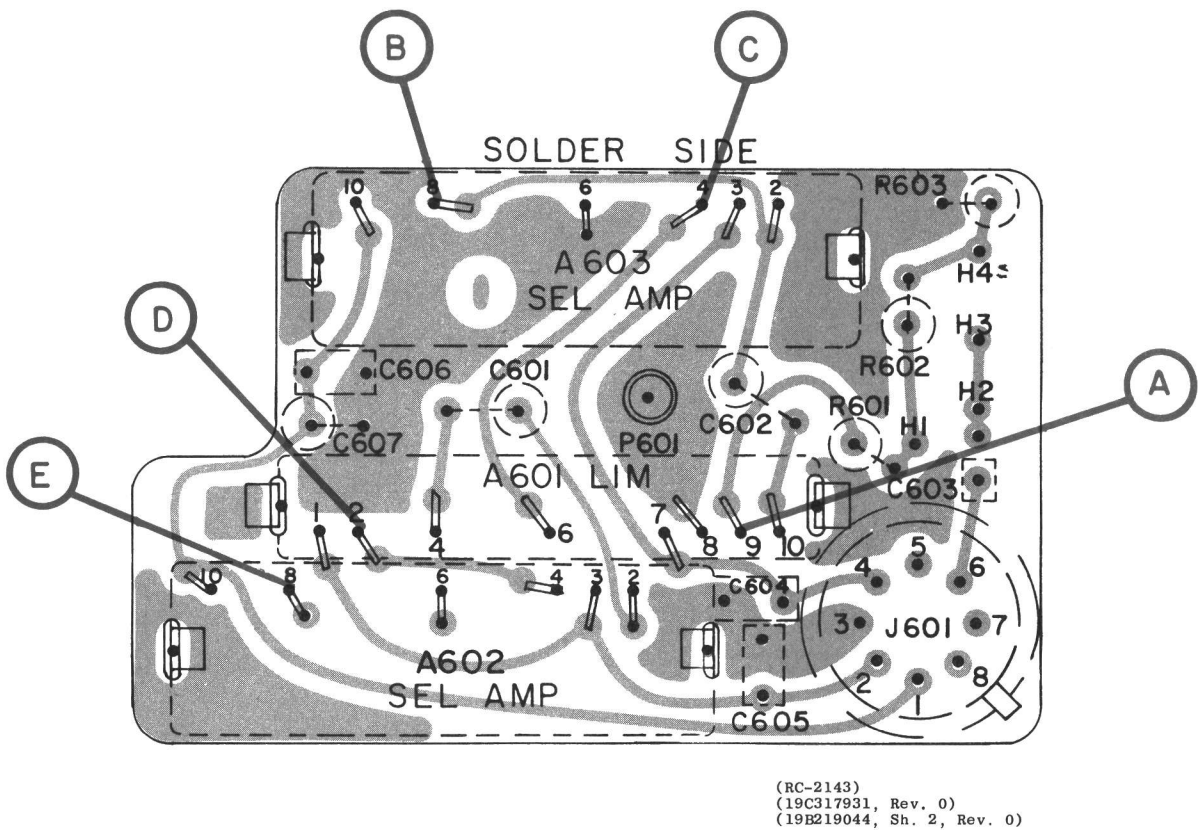 B
C
SOLDER SIDE
10 8 6 4 3 2
R603
A603
SEL AMP
H4
H3
D
C606
C601
R602
A
H2
C602
R601
P601
H1
C607
E
A601 LIM
C603
1 2 4 6 7 8 9 10
10 8 6 4 3 2
C604
4 5 6
3 J601 7
2 1 8
A602
SEL AMP
C605
(RC-2143)
(19C317931, Rev. 0)
(19B219044, Sh. 2, Rev. 0)